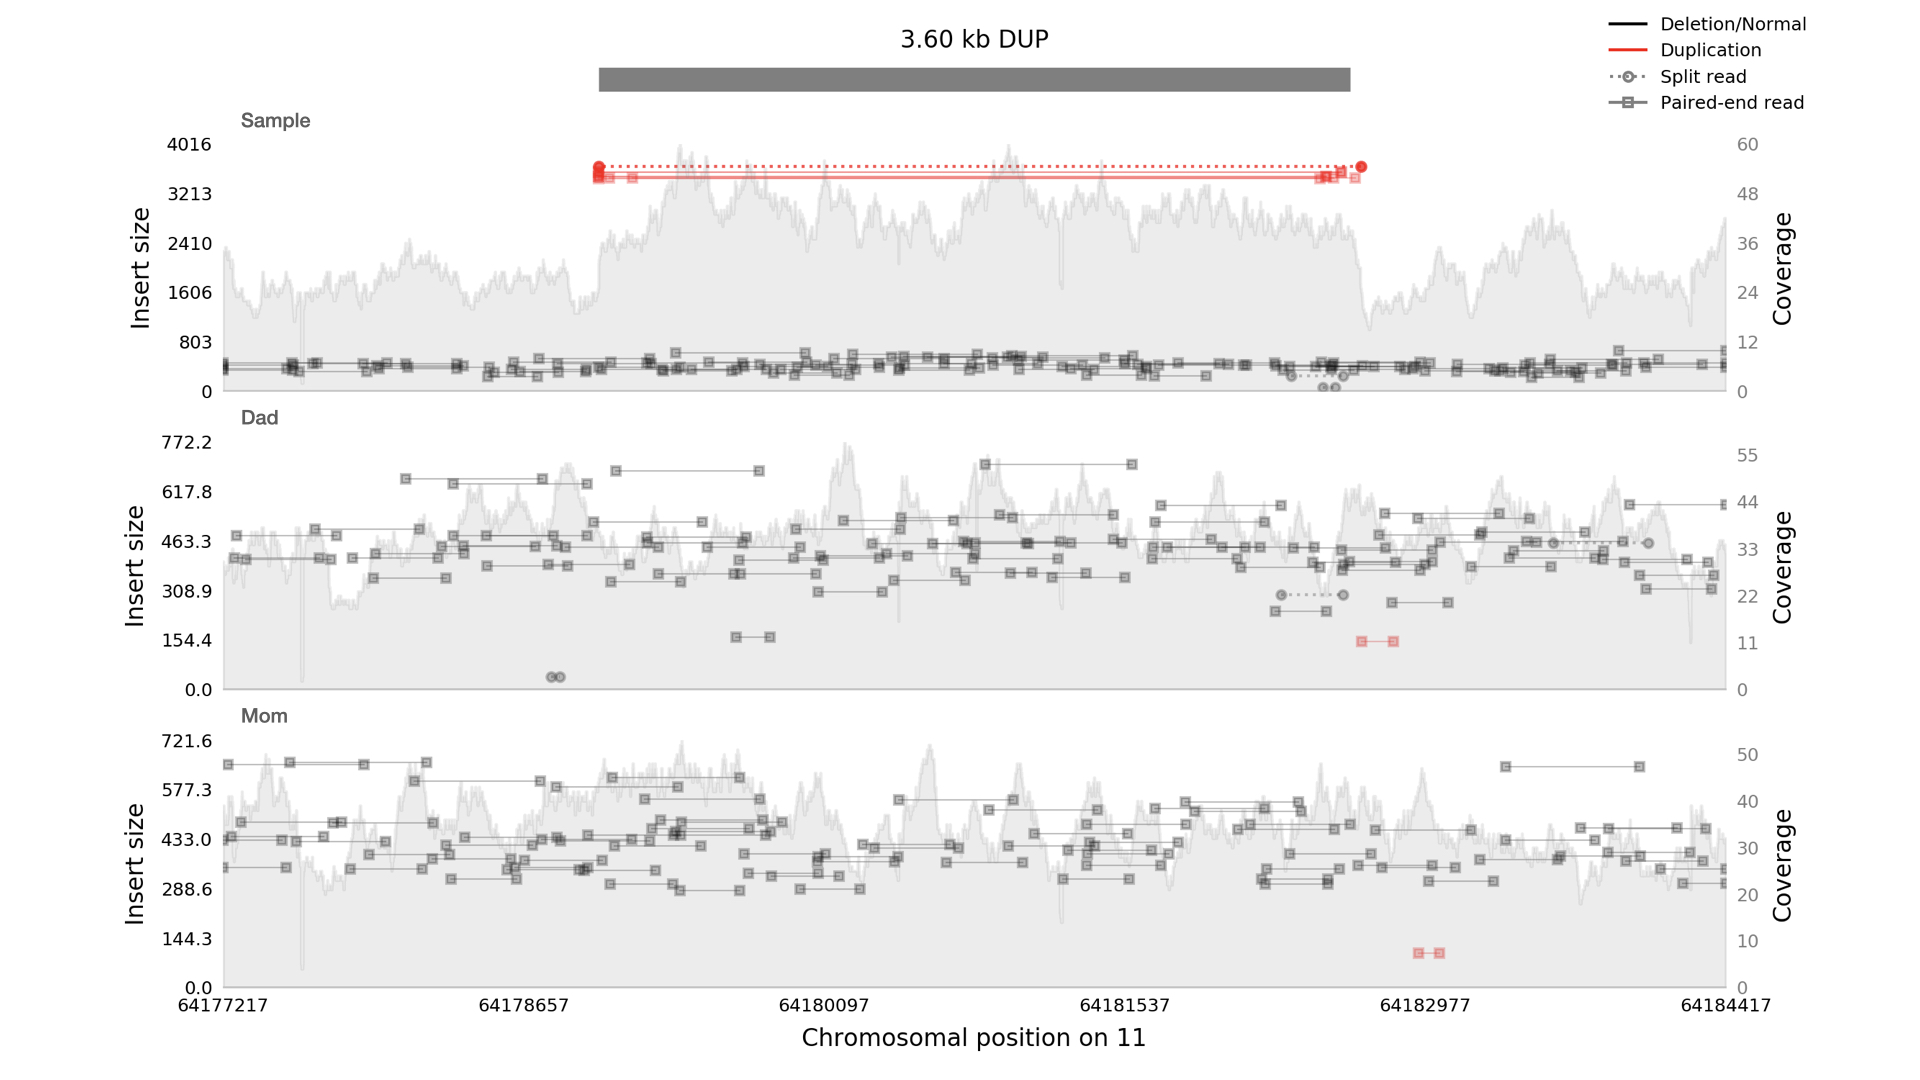 3.60 kb DUP
Deletion/Normal
Duplication
Split read
Paired-end read
Sample
4016
3213
2410
1606
803
0
Insert size
60
48
36
24
12
0
Coverage
Dad
772.2
617.8
463.3
308.9
154.4
0.0
Insert size
55
44
33
22
11
0
Coverage
Mom
721.6
577.3
433.0
288.6
144.3
0.0
Insert size
50
40
30
20
10
0
Coverage
64177217 64178657 64180097 64181537 64182977 64184417
Chromosomal position on 11